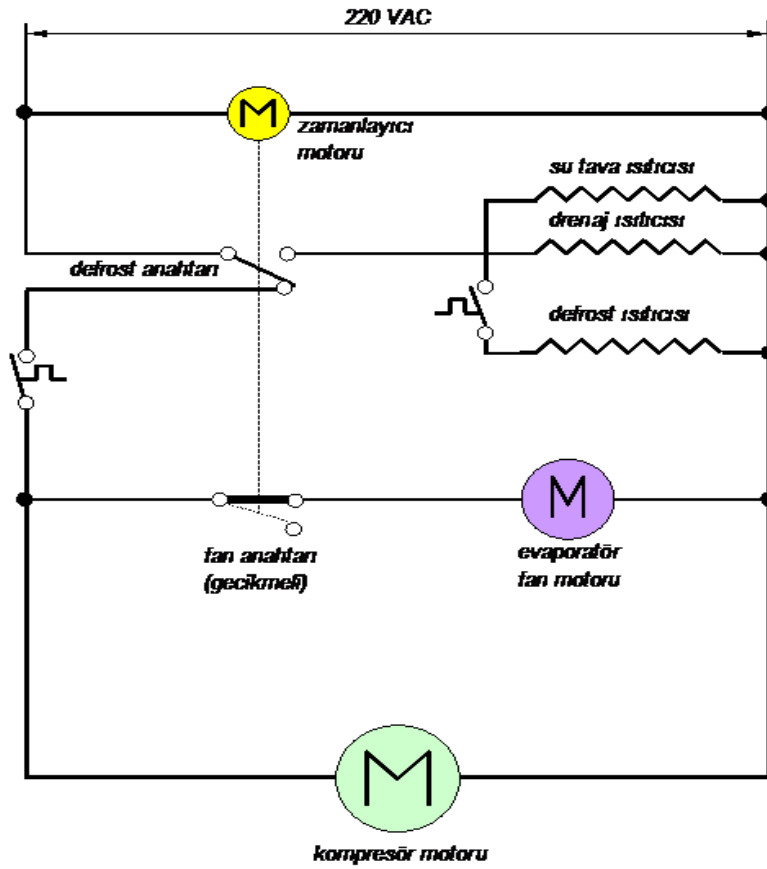 220 VAC
zamanlayıcı
motoru
su tava ısıtıcısı
drenaj ısıtıcısı
defrost anahtarı
defrost ısıtıcısı
fan anahtarı
(gecikmeli)
evaporatör
fan motoru
kompresör motoru